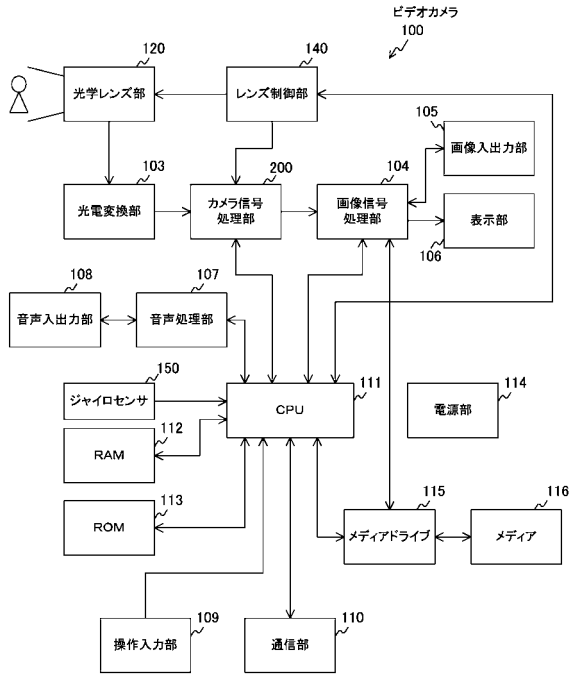 ビデオカメラ
100
120
光学レンズ部
140
レンズ制御部
105
画像入出力部
103
光電変換部
200
カメラ信号
処理部
104
画像信号
処理部
表示部
106
108
音声入出力部
107
音声処理部
150
ジャイロセンサ
111
CPU
114
電源部
112
RAM
113
ROM
115
メディアドライブ
116
メディア
操作入力部
109
通信部
110